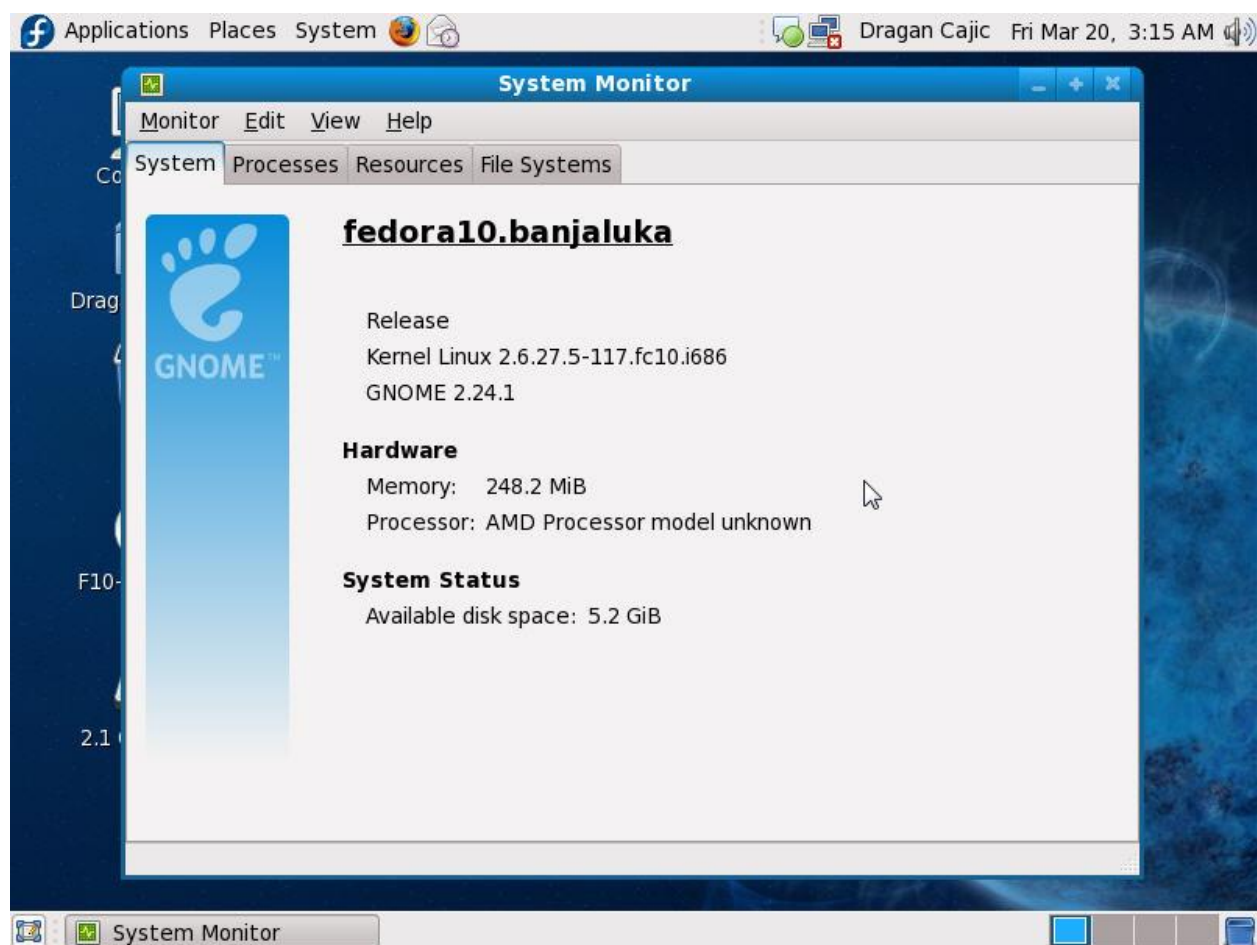 Applications Places System Dragan Cajic Fri Mar 20, 3:15 AM
System Monitor
Monitor Edit View Help
System Processes Resources File Systems
GNOME™
fedora10.banjaluka
Release
Kernel Linux 2.6.27.5-117.fc10.i686
GNOME 2.24.1
Hardware
Memory: 248.2 MiB
Processor: AMD Processor model unknown
System Status
Available disk space: 5.2 GiB
Co
Drag
F10-
2.1
System Monitor